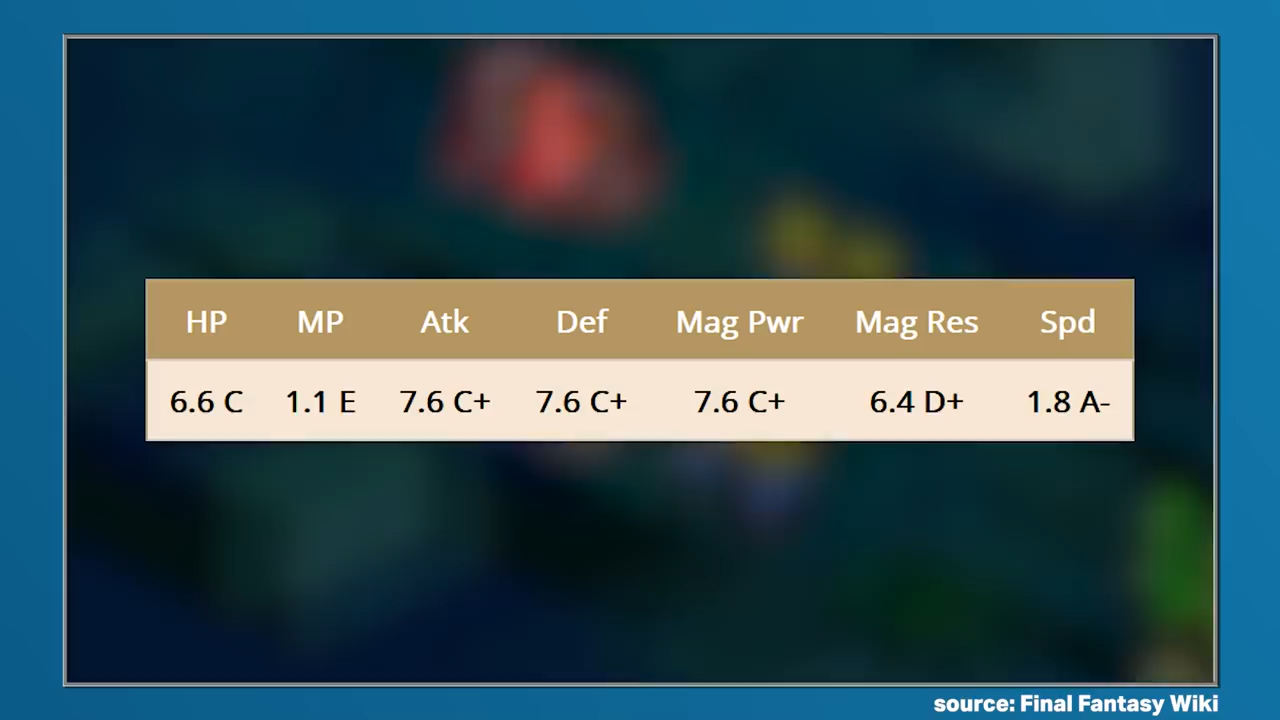 HP MP Atk Def Mag Pwr Mag Res Spd
6.6 C 1.1 E 7.6 C+ 7.6 C+ 7.6 C+ 6.4 D+ 1.8 A-
source: Final Fantasy Wiki